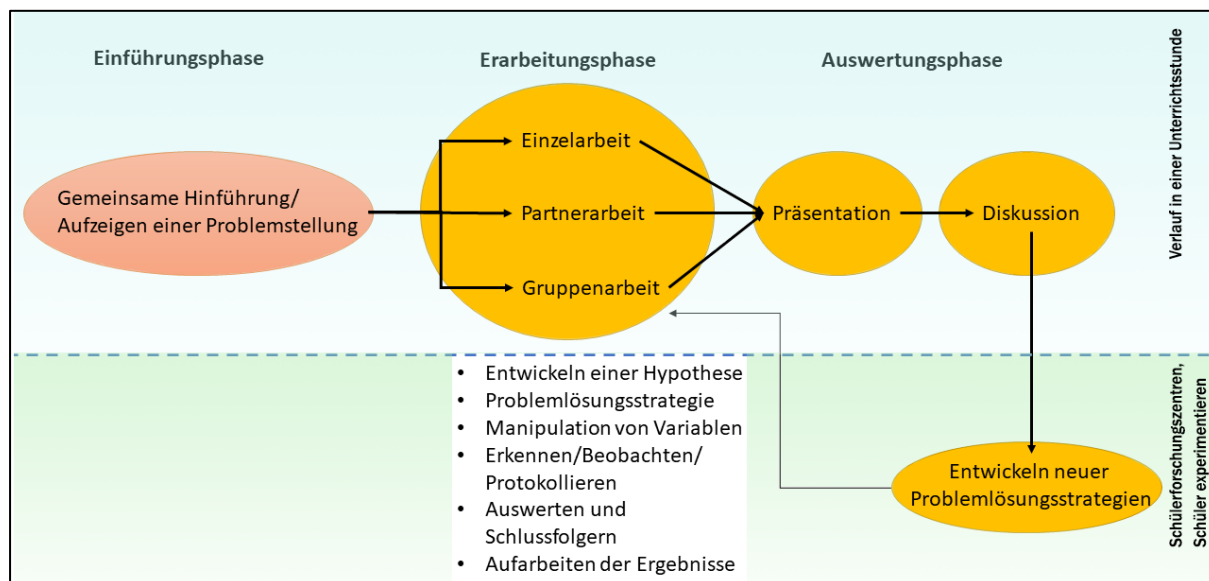 Einführungsphase
Erarbeitungsphase
Auswertungsphase
Gemeinsame Hinführung/
Aufzeigen einer Problemstellung
Einzelarbeit
Partnerarbeit
Gruppenarbeit
Präsentation
Diskussion
Verlauf in einer Unterrichtsstunde
• Entwickeln einer Hypothese
• Problemlösungsstrategie
• Manipulation von Variablen
• Erkennen/Beobachten/
Protokollieren
• Auswerten und
Schlussfolgern
• Aufarbeiten der Ergebnisse
Entwickeln neuer
Problemlösungsstrategien
Schülerforschungszentren,
Schüler experimentieren